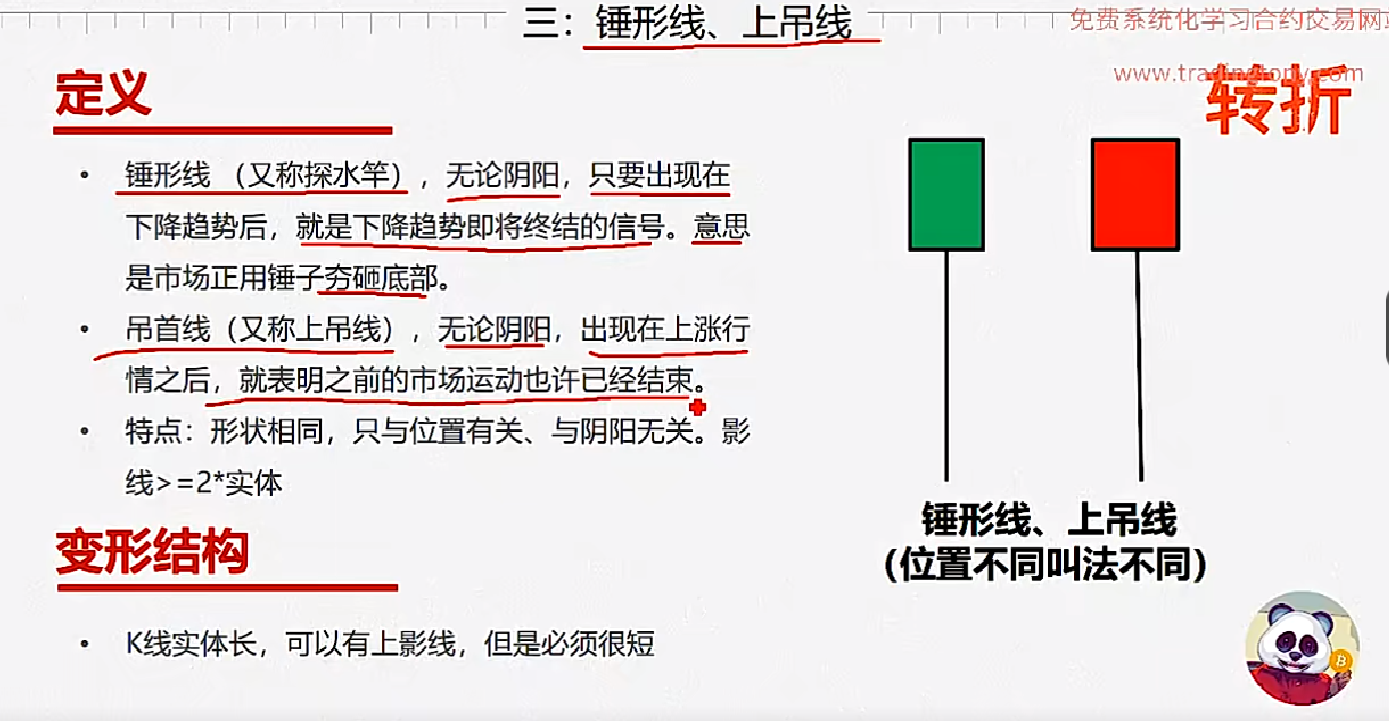 三：锤形线、上吊线
免费系统化学习合约交易网
www.tradingtony.com
转折
定义
• 锤形线 （又称探水竿），无论阴阳，只要出现在
下降趋势后，就是下降趋势即将终结的信号。意思
是市场正用锤子夯砸底部。
• 吊首线（又称上吊线），无论阴阳，出现在上涨行
情之后，就表明之前的市场运动也许已经结束。
• 特点：形状相同，只与位置有关、与阴阳无关。影
线>=2*实体
锤形线、上吊线
(位置不同叫法不同)
变形结构
• K线实体长，可以有上影线，但是必须很短